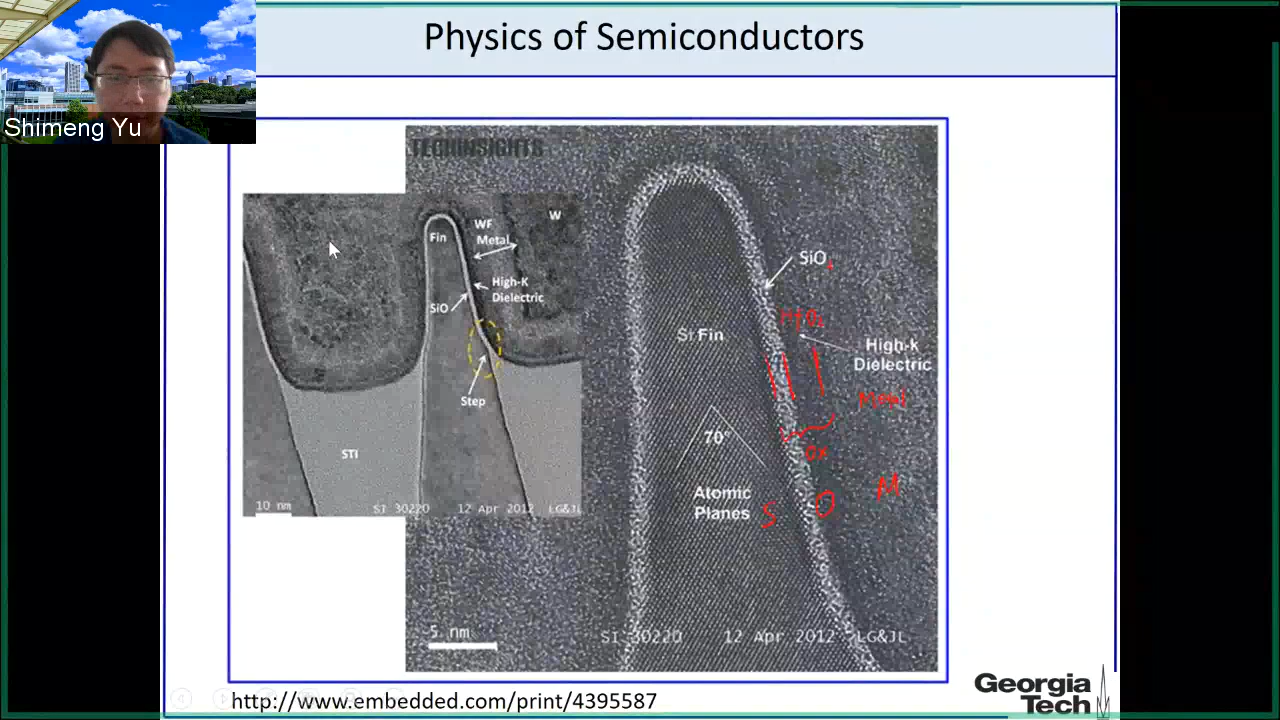 Physics of Semiconductors
Shimeng Yu
TECHINSIGHTS
W
WF
Metal
Fin
High-K
Dielectric
SiO
Step
STI
10 nm
SI 30220 12 Apr 2012 LG&JL
SiO
HfO₂
Si Fin
High-k
Dielectric
Metal
70°
ox
Atomic
Planes
S O M
5 nm
SI 30220 12 Apr 2012 LG&JL
http://www.embedded.com/print/4395587
Georgia
Tech